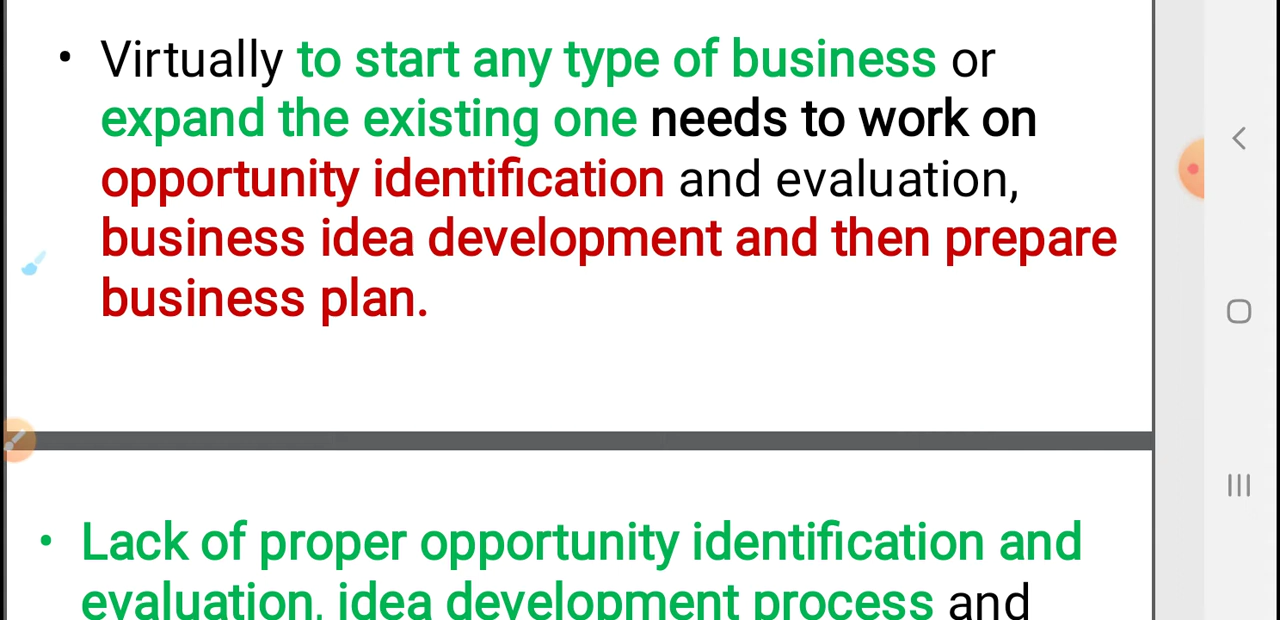 • Virtually to start any type of business or
expand the existing one needs to work on
opportunity identification and evaluation,
business idea development and then prepare
business plan.
• Lack of proper opportunity identification and
evaluation, idea development process and